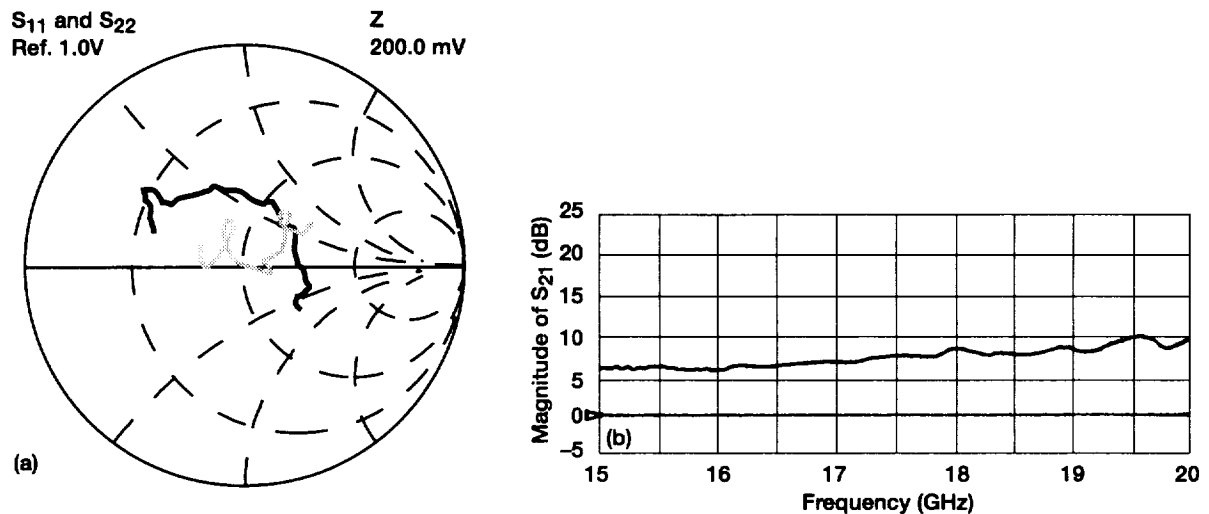 S11 and S22
Ref. 1.0V
Z
200.0 mV
(a)
Magnitude of S21 (dB)
25
20
15
10
5
0
–5
(b)
15
16
17
18
19
20
Frequency (GHz)